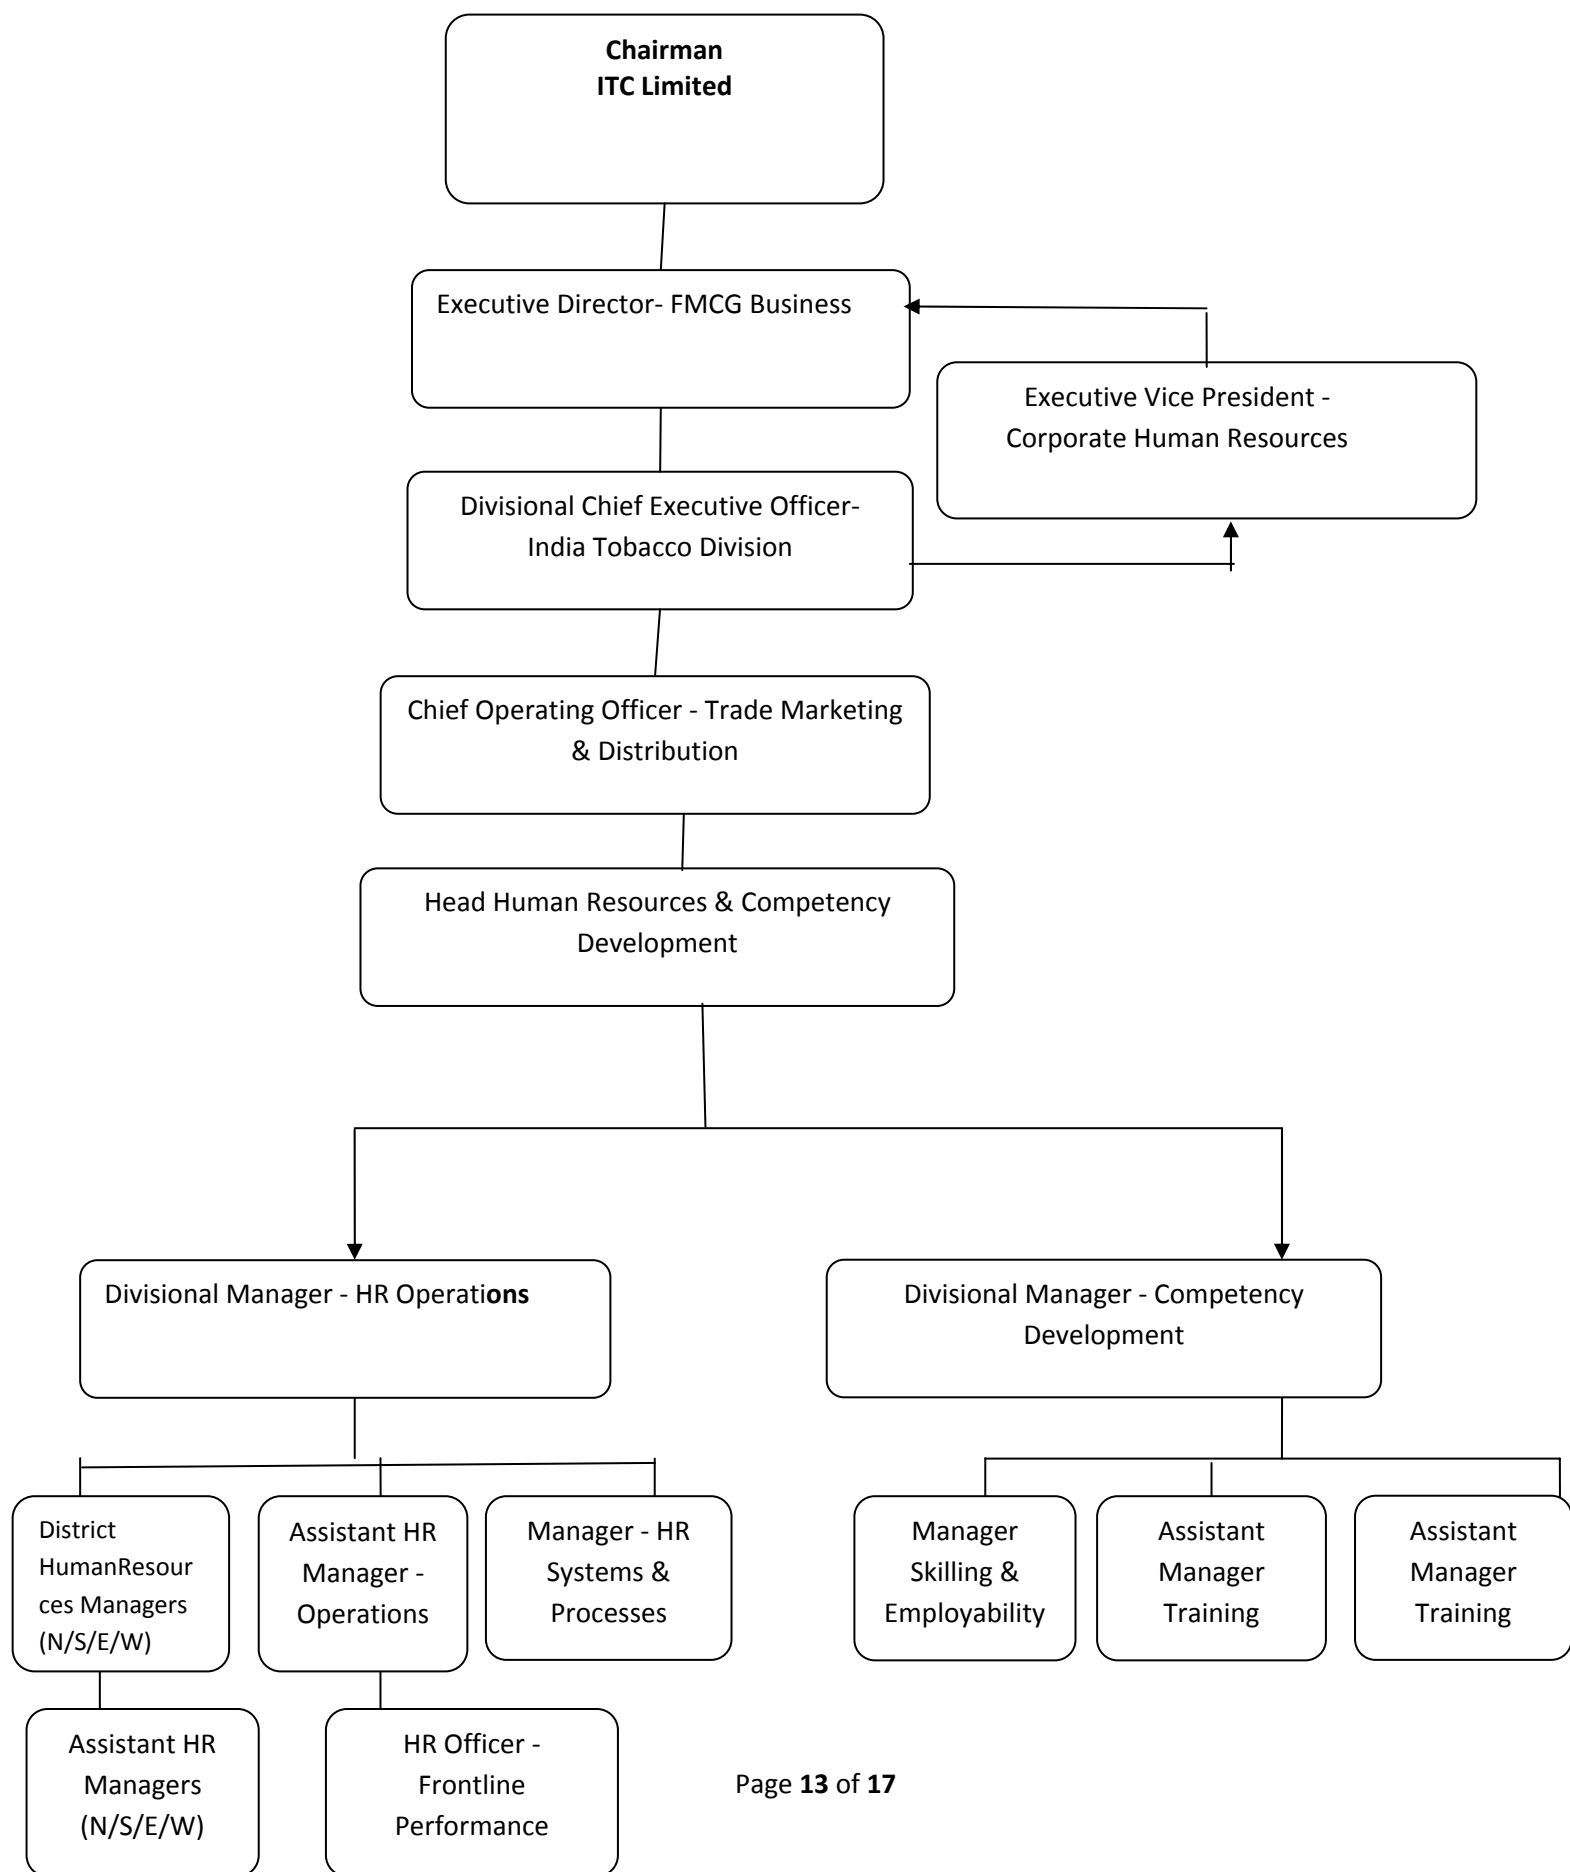 Chairman
ITC Limited
Executive Director- FMCG Business
Executive Vice President -
Corporate Human Resources
Divisional Chief Executive Officer-
India Tobacco Division
Chief Operating Officer - Trade Marketing
& Distribution
Head Human Resources & Competency
Development
Divisional Manager - HR Operations
Divisional Manager - Competency
Development
District
HumanResour
ces Managers
(N/S/E/W)
Assistant HR
Manager -
Operations
Manager - HR
Systems &
Processes
Manager
Skilling &
Employability
Assistant
Manager
Training
Assistant
Manager
Training
Assistant HR
Managers
(N/S/E/W)
HR Officer -
Frontline
Performance
Page 13 of 17